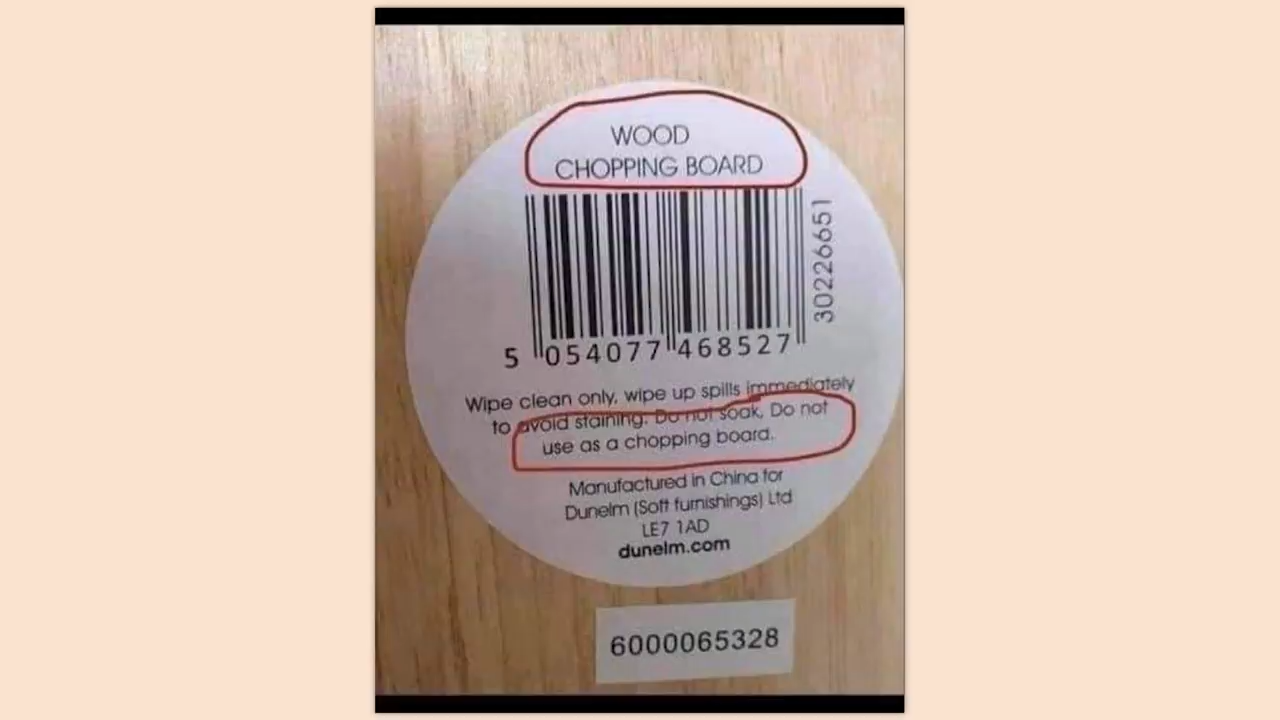 WOOD
CHOPPING BOARD
30226651
5 054077 468527
Wipe clean only, wipe up spills immediately
to avoid staining. Do not soak, Do not
use as a chopping board.
Manufactured in China for
Dunelm (Soft furnishings) Ltd
LE7 1AD
dunelm.com
6000065328